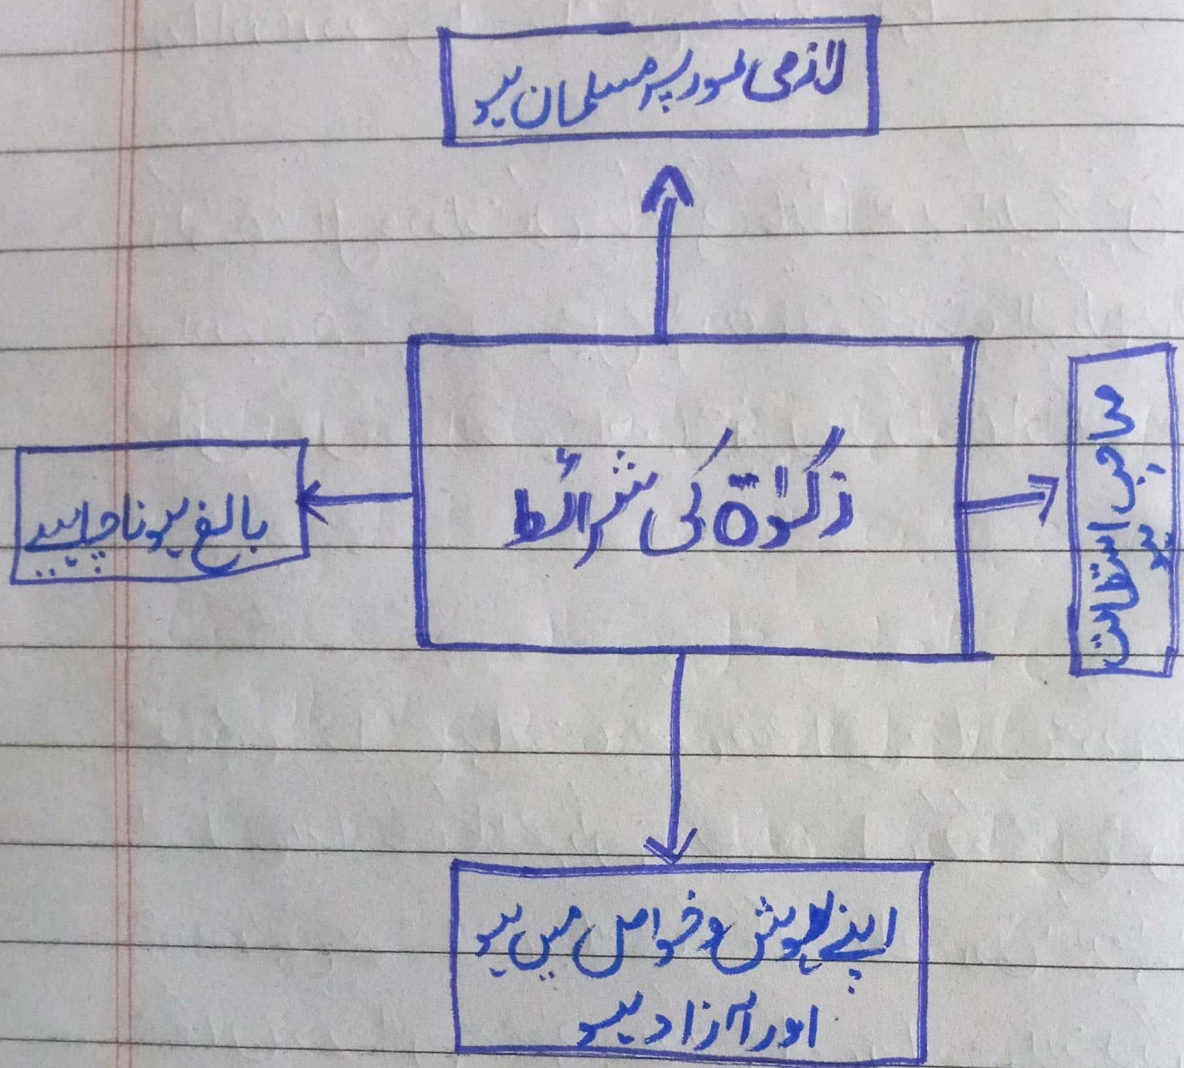 لازمی طور پر مسلمان ہو
زکوٰۃ کی شرائط
صاحبِ استطاعت
ہو
بالغ ہونا چاہیے
اپنے ہوش و حواس میں ہو
اور آزاد ہو